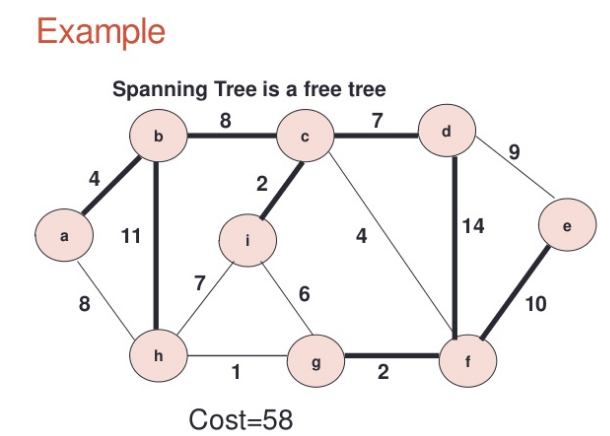 Example
Spanning Tree is a free tree
b 8 c 7 d
4 2 9
a 11 i 4 14 e
8 7 6 10
h 1 g 2 f
Cost=58